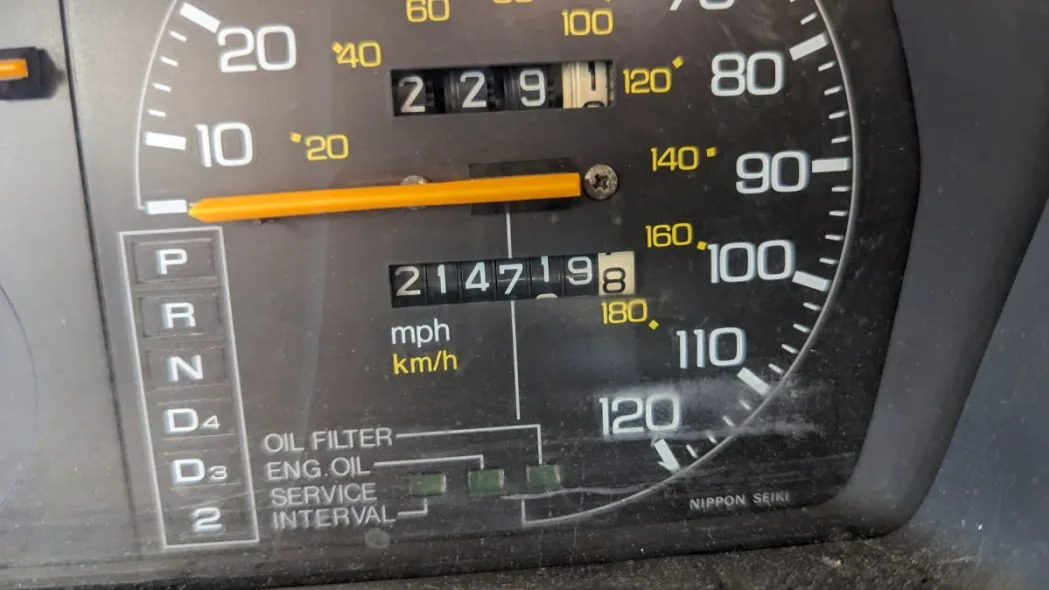 60
100
20
40
229
120
80
10
20
140
90
P
160
100
R
2147198
180
mph
km/h
110
N
120
D4
OIL FILTER
D3
ENG.OIL
SERVICE
INTERVAL
2
NIPPON SEIKI